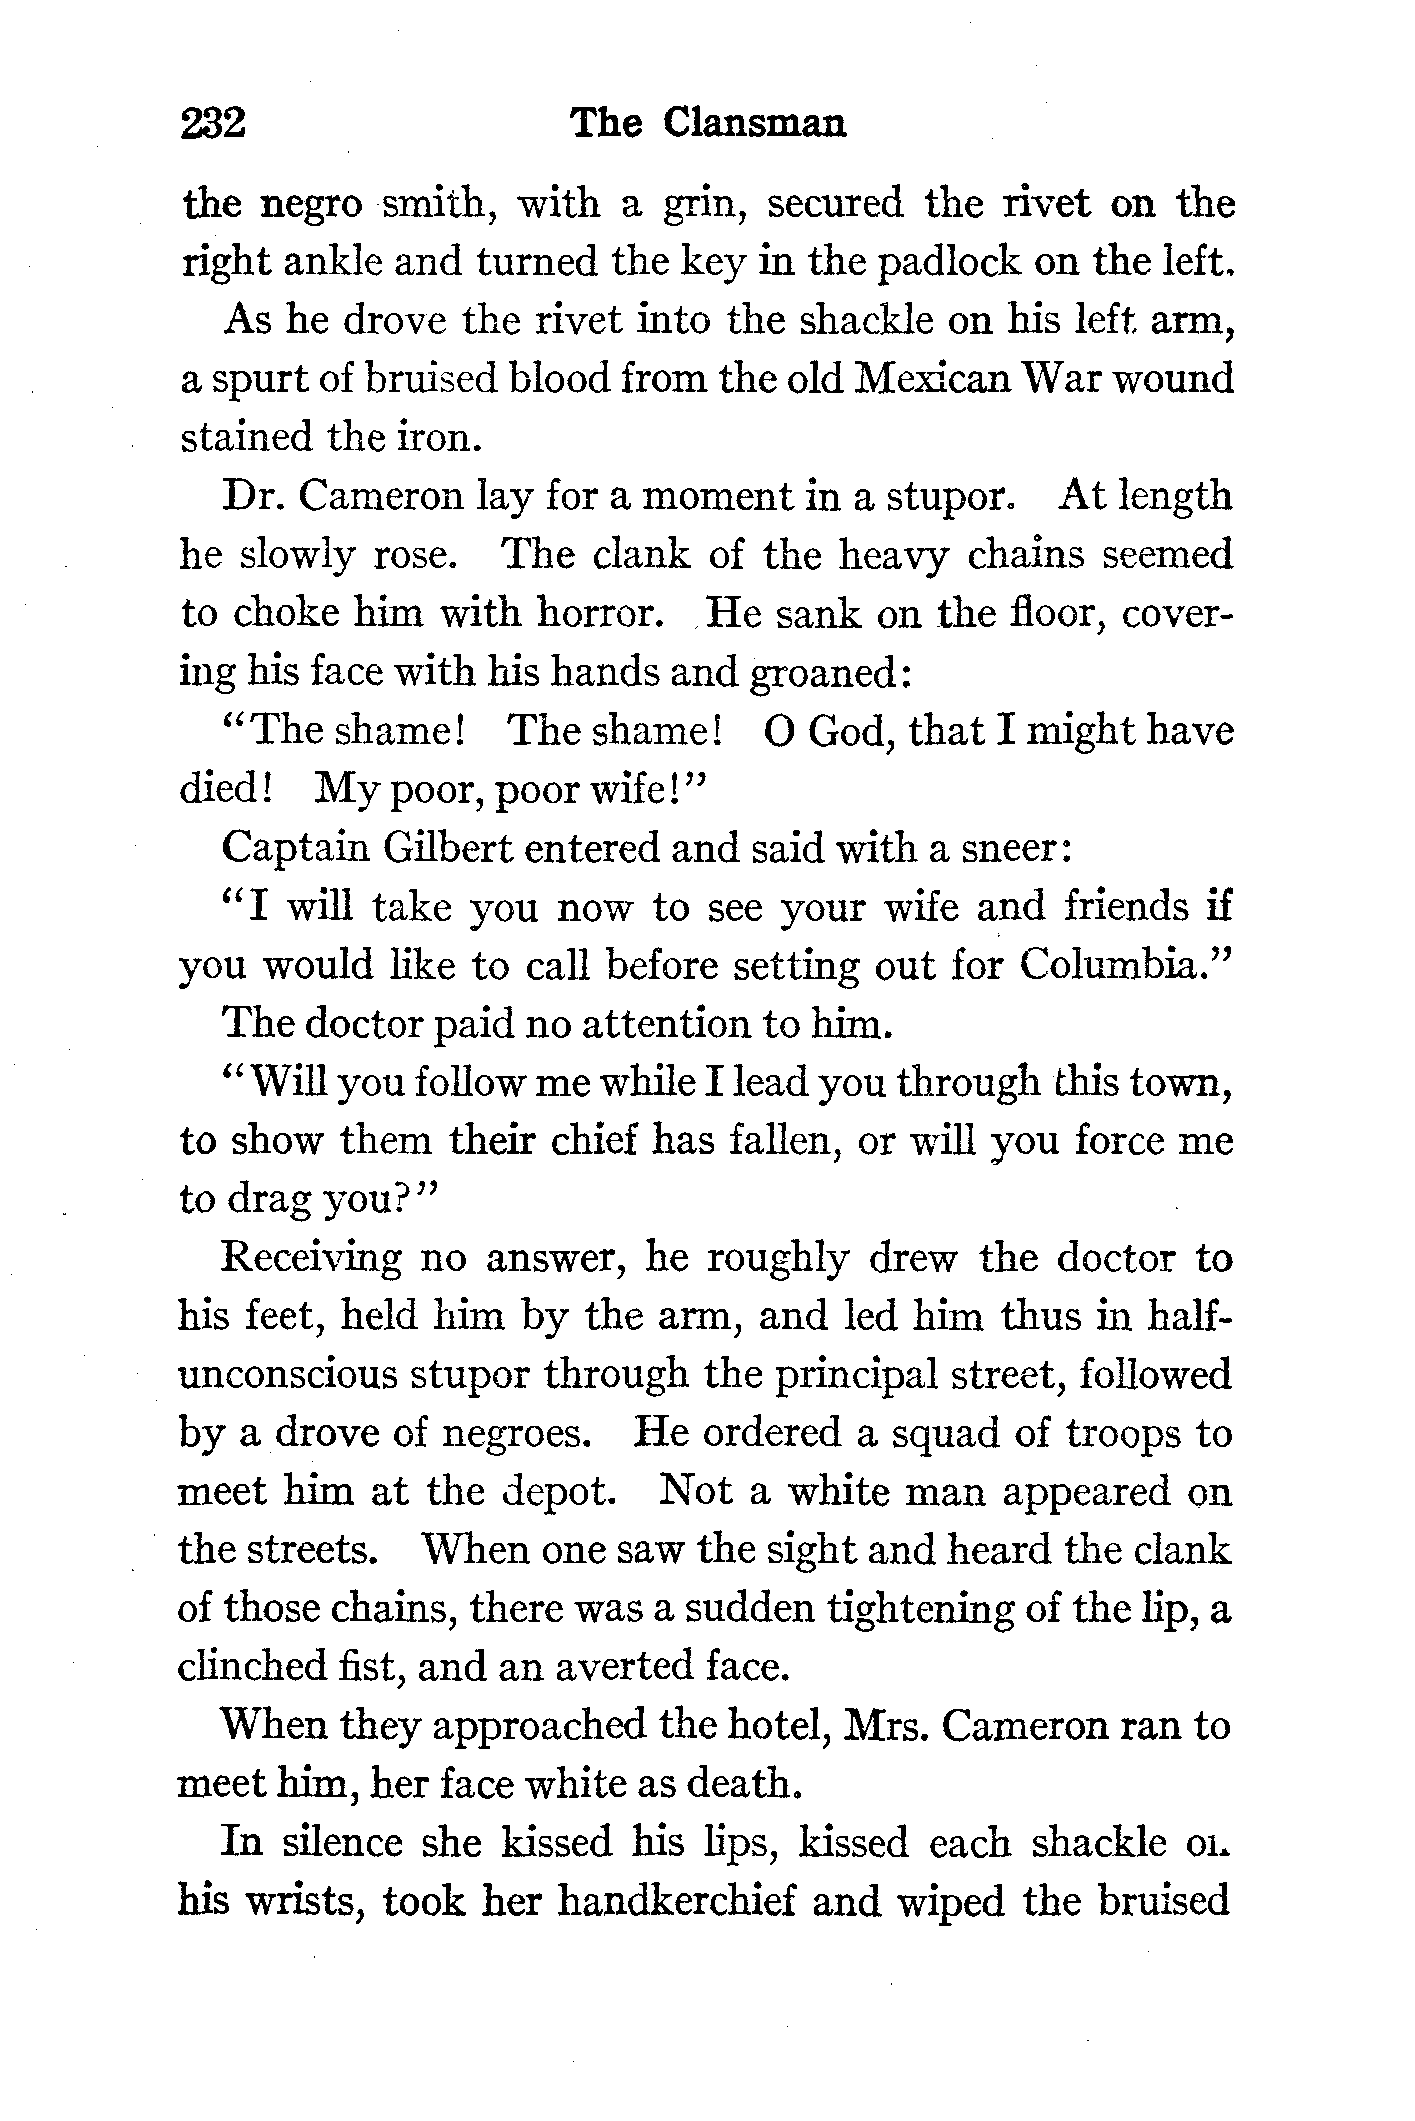 232 The Clansman
the negro smith, with a grin, secured the rivet on the
right ankle and turned the key in the padlock on the left.
As he drove the rivet into the shackle on his left arm,
a spurt of bruised blood from the old Mexican War wound
stained the iron.
Dr. Cameron lay for a moment in a stupor. At length
he slowly rose. The clank of the heavy chains seemed
to choke him with horror. He sank on the floor, cover-
ing his face with his hands and groaned:
"The shame! The shame! O God, that I might have
died! My poor, poor wife!"
Captain Gilbert entered and said with a sneer:
"I will take you now to see your wife and friends if
you would like to call before setting out for Columbia."
The doctor paid no attention to him.
"Will you follow me while I lead you through this town,
to show them their chief has fallen, or will you force me
to drag you?"
Receiving no answer, he roughly drew the doctor to
his feet, held him by the arm, and led him thus in half-
unconscious stupor through the principal street, followed
by a drove of negroes. He ordered a squad of troops to
meet him at the depot. Not a white man appeared on
the streets. When one saw the sight and heard the clank
of those chains, there was a sudden tightening of the lip, a
clinched fist, and an averted face.
When they approached the hotel, Mrs. Cameron ran to
meet him, her face white as death.
In silence she kissed his lips, kissed each shackle on
his wrists, took her handkerchief and wiped the bruised